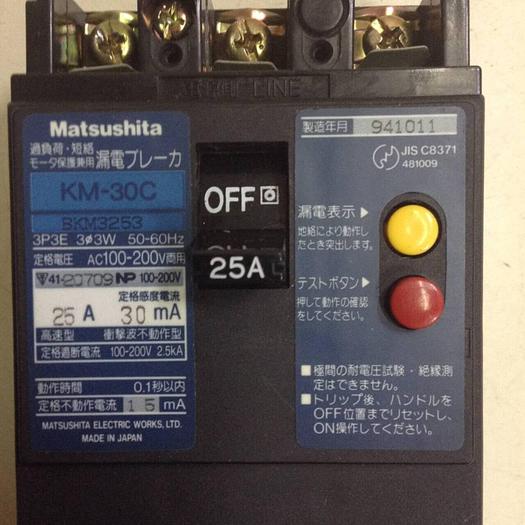 LINE
Matsushita
過負荷・短絡
モータ保護兼用 漏電ブレーカ
KM-30C
BKM3253
3P3E 3φ3W 50-60Hz
定格電圧 AC100-200V両用
41-20709 NP 100-200V
定格感度電流
25 A 30 mA
高速型 衝撃波不動作型
定格遮断電流 100-200V 2.5kA
動作時間 0.1秒以内
定格不動作電流 15 mA
MATSUSHITA ELECTRIC WORKS, LTD.
MADE IN JAPAN
OFF
25A
製造年月 941011
JIS C8371
481009
漏電表示▶
地絡により動作し
たとき突出します。
テストボタン▶
押して動作の確認
をしてください。
■極間の耐電圧試験・絶縁測
定はできません。
■トリップ後、ハンドルを
OFF位置までリセットし、
ON操作してください。